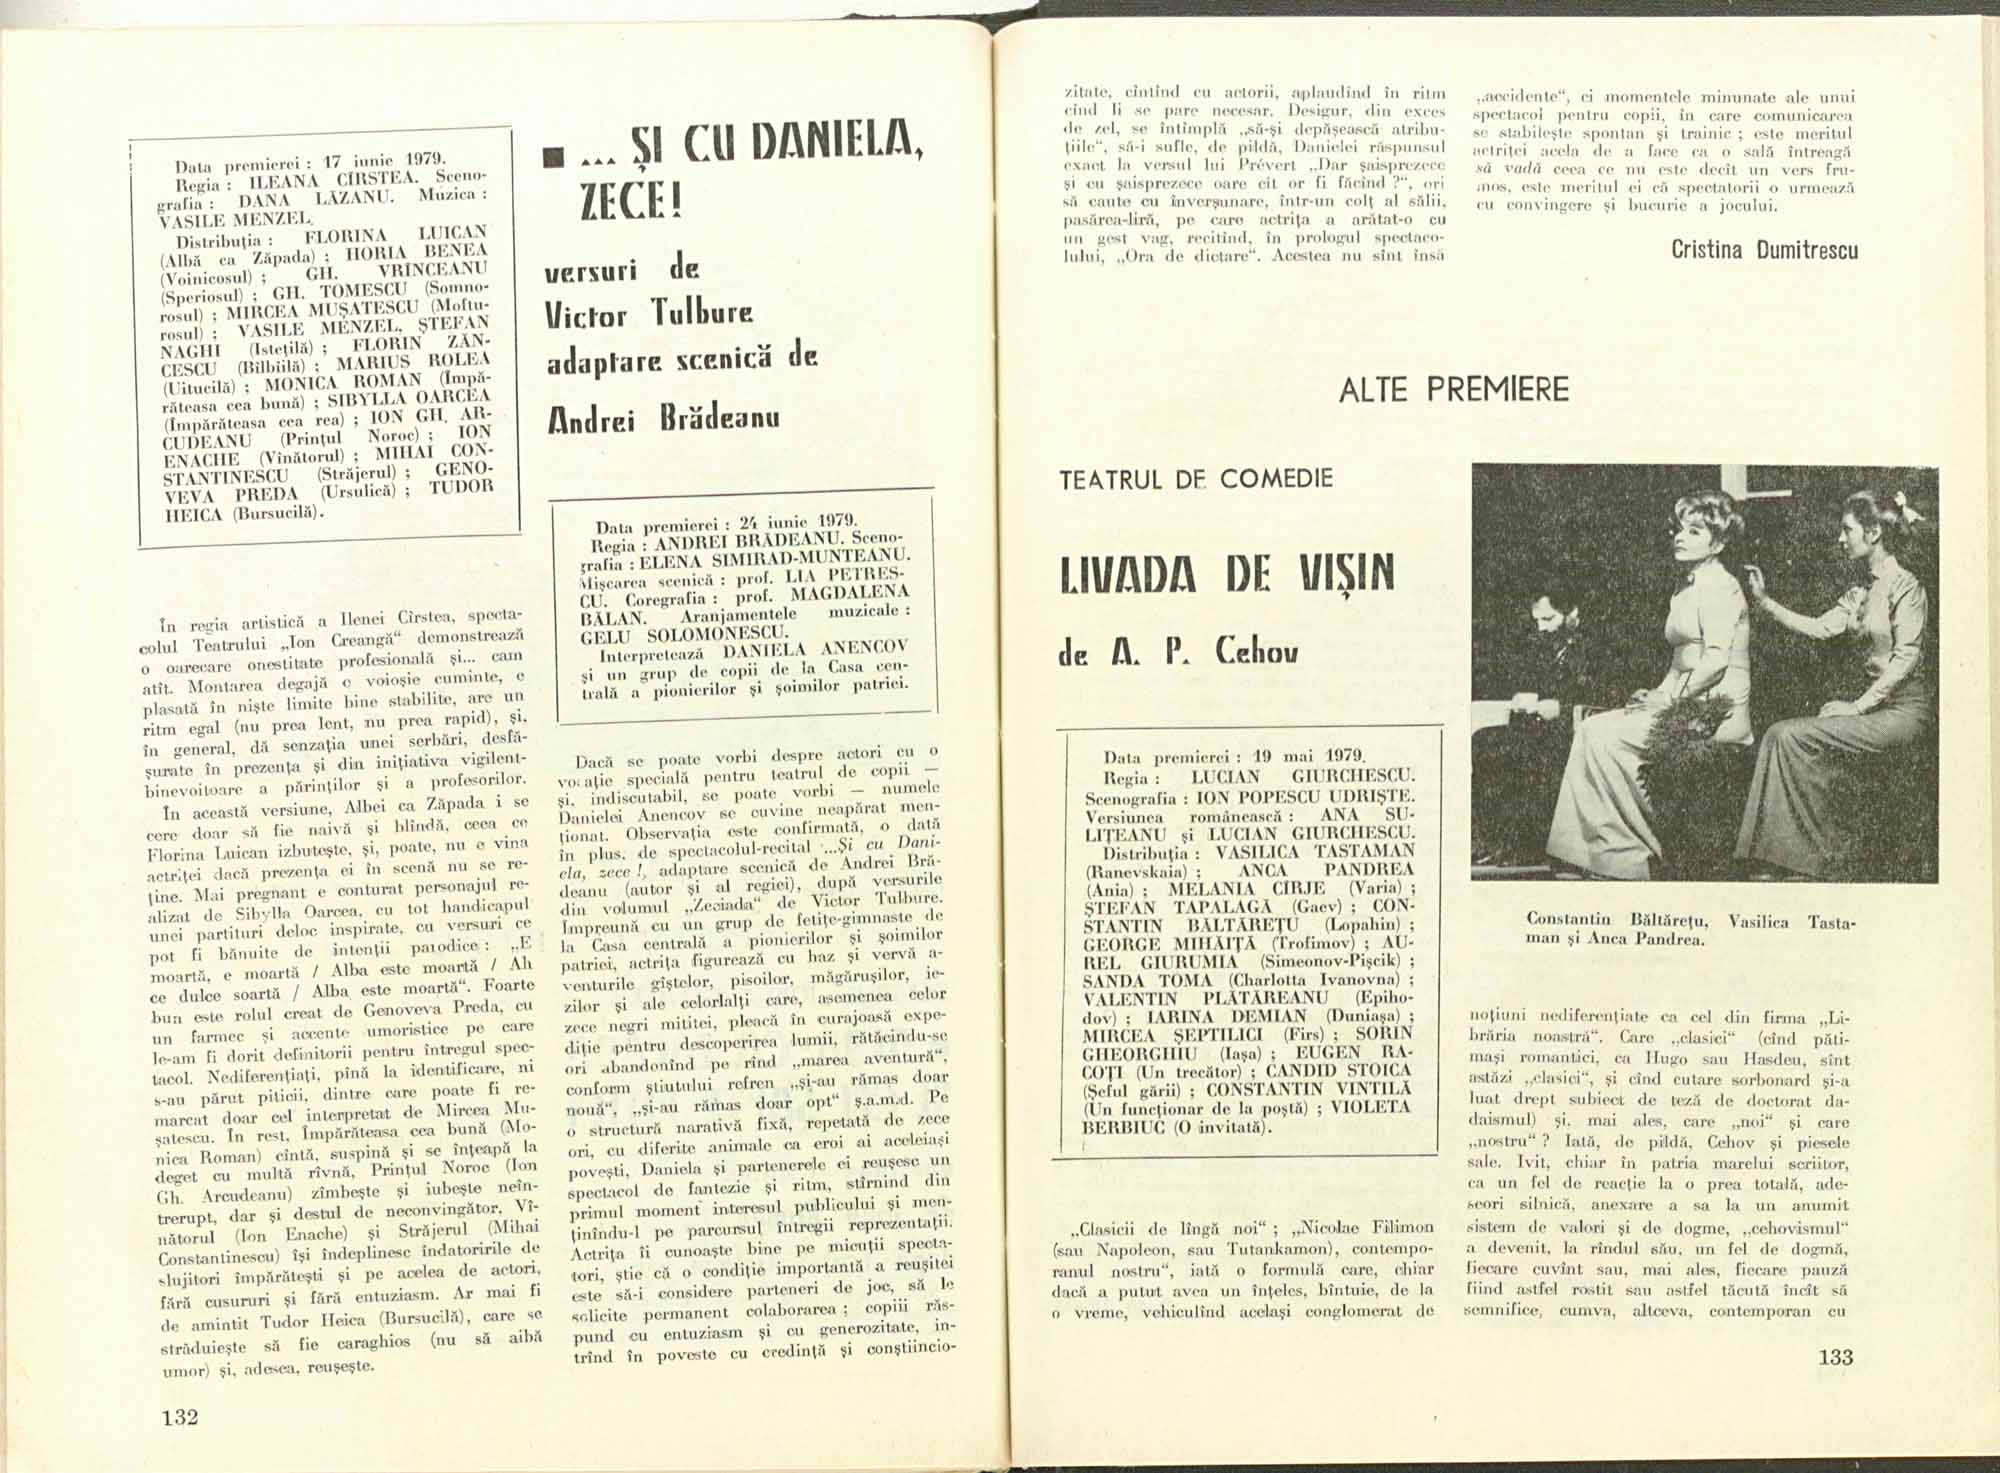 Data premierei : 17 iunie 1979.
Regia : ILEANA CÎRSTEA. Sceno-
grafia : DANA LĂZANU. Muzica :
VASILE MENZEL.
Distribuția : FLORINA LUICAN
(Albă ca Zăpada) ; HORIA BENEA
(Voinicosul) ; GH. VRÎNCEANU
(Speriosul) ; GH. TOMESCU (Somno-
rosul) ; MIRCEA MUȘATESCU (Moftu-
rosul) ; VASILE MENZEL, ȘTEFAN
NAGHI (Istețilă) ; FLORIN ZĂN-
CESCU (Bîlbîilă) ; MARIUS ROLEA
(Uitucilă) ; MONICA ROMAN (Împă-
răteasa cea bună) ; SIBYLLA OARCEA
(Împărăteasa cea rea) ; ION GH. AR-
CUDEANU (Prințul Noroc) ; ION
ENACHE (Vînătorul) ; MIHAI CON-
STANTINESCU (Străjerul) ; GENO-
VEVA PREDA (Ursulică) ; TUDOR
HEICA (Bursucilă).
În regia artistică a Ilenei Cîrstea, specta-
colul Teatrului „Ion Creangă“ demonstrează
o oarecare onestitate profesională și... cam
atît. Montarea degajă o voioșie cuminte, e
plasată în niște limite bine stabilite, are un
ritm egal (nu prea lent, nu prea rapid), și,
în general, dă senzația unei serbări, desfă-
șurate în prezența și din inițiativa vigilent-
binevoitoare a părinților și a profesorilor.
În această versiune, Albei ca Zăpada i se
cere doar să fie naivă și blîndă, ceea ce
Florina Luican izbutește, și, poate, nu e vina
actriței dacă prezența ei în scenă nu se re-
ține. Mai pregnant e conturat personajul re-
alizat de Sibylla Oarcea, cu tot handicapul
unei partituri deloc inspirate, cu versuri ce
pot fi bănuite de intenții parodice : „E
moartă, e moartă / Alba este moartă / Ah
ce dulce soartă / Alba este moartă“. Foarte
bun este rolul creat de Genoveva Preda, cu
un farmec și accente umoristice pe care
le-am fi dorit definitorii pentru întregul spec-
tacol. Nediferențiați, pînă la identificare, ni
s-au părut piticii, dintre care poate fi re-
marcat doar cel interpretat de Mircea Mu-
șatescu. În rest, Împărăteasa cea bună (Mo-
nica Roman) cîntă, suspină și se înțeapă la
deget cu multă rîvnă, Prințul Noroc (Ion
Gh. Arcudeanu) zîmbește și iubește neîn-
trerupt, dar și destul de neconvingător, Vî-
nătorul (Ion Enache) și Străjerul (Mihai
Constantinescu) își îndeplinesc îndatoririle de
slujitori împărătești și pe acelea de actori,
fără cusururi și fără entuziasm. Ar mai fi
de amintit Tudor Heica (Bursucilă), care se
străduiește să fie caraghios (nu să aibă
umor) și, adesea, reușește.
132
■ ... ȘI CU DANIELA,
ZECE!
versuri de
Victor Tulbure
adaptare scenică de
Andrei Brădeanu
Data premierei : 24 iunie 1979.
Regia : ANDREI BRĂDEANU. Sceno-
grafia : ELENA SIMIRAD-MUNTEANU.
Mișcarea scenică : prof. LIA PETRES-
CU. Coregrafia : prof. MAGDALENA
BĂLAN. Aranjamentele muzicale :
GELU SOLOMONESCU.
Interpretează DANIELA ANENCOV
și un grup de copii de la Casa cen-
trală a pionierilor și șoimilor patriei.
Dacă se poate vorbi despre actori cu o
vocație specială pentru teatrul de copii —
și, indiscutabil, se poate vorbi — numele
Danielei Anencov se cuvine neapărat men-
ționat. Observația este confirmată, o dată
în plus, de spectacolul-recital ...Și cu Dani-
ela, zece !, adaptare scenică de Andrei Bră-
deanu (autor și al regiei), după versurile
din volumul „Zeciada“ de Victor Tulbure.
Împreună cu un grup de fetițe-gimnaste de
la Casa centrală a pionierilor și șoimilor
patriei, actrița figurează cu haz și vervă a-
venturile gîștelor, pisoilor, măgărușilor, ie-
zilor și ale celorlalți care, asemenea celor
zece negri mititei, pleacă în curajoasă expe-
diție pentru descoperirea lumii, rătăcindu-se
ori abandonînd pe rînd „marea aventură“,
conform știutului refren „și-au rămas doar
nouă“, „și-au rămas doar opt“ ș.a.m.d. Pe
o structură narativă fixă, repetată de zece
ori, cu diferite animale ca eroi ai aceleiași
povești, Daniela și partenerele ei reușesc un
spectacol de fantezie și ritm, stîrnind din
primul moment interesul publicului și men-
ținîndu-l pe parcursul întregii reprezentații.
Actrița îi cunoaște bine pe micuții specta-
tori, știe că o condiție importantă a reușitei
este să-i considere parteneri de joc, să le
solicite permanent colaborarea ; copiii răs-
pund cu entuziasm și cu generozitate, in-
trînd în poveste cu credință și conștiincio-
zitate, cîntînd cu actorii, aplaudînd în ritm
cînd li se pare necesar. Desigur, din exces
de zel, se întîmplă „să-și depășească atribu-
țiile“, să-i sufle, de pildă, Danielei răspunsul
exact la versul lui Prévert „Dar șaisprezece
și cu șaisprezece oare cît or fi făcînd ?“, ori
să caute cu înverșunare, într-un colț al sălii,
pasărea-liră, pe care actrița a arătat-o cu
un gest vag, recitînd, în prologul spectaco-
lului, „Ora de dictare“. Acestea nu sînt însă
„accidente“, ci momentele minunate ale unui
spectacol pentru copii, în care comunicarea
se stabilește spontan și trainic ; este meritul
actriței acela de a face ca o sală întreagă
să vadă ceea ce nu este decît un vers fru-
mos, este meritul ei că spectatorii o urmează
cu convingere și bucurie a jocului.
Cristina Dumitrescu
ALTE PREMIERE
TEATRUL DE COMEDIE
LIVADA DE VIȘIN
de A. P. Cehov
Data premierei : 19 mai 1979.
Regia : LUCIAN GIURCHESCU.
Scenografia : ION POPESCU UDRIȘTE.
Versiunea românească : ANA SU-
LIȚEANU și LUCIAN GIURCHESCU.
Distribuția : VASILICA TASTAMAN
(Ranevskaia) ; ANCA PANDREA
(Ania) ; MELANIA CÎRJE (Varia) ;
ȘTEFAN TAPALAGĂ (Gaev) ; CON-
STANTIN BĂLTĂREȚU (Lopahin) ;
GEORGE MIHĂIȚĂ (Trofimov) ; AU-
REL GIURUMIA (Simeonov-Pișcik) ;
SANDA TOMA (Charlotta Ivanovna) ;
VALENTIN PLĂTĂREANU (Epiho-
dov) ; IARINA DEMIAN (Duniașa) ;
MIRCEA ȘEPTILICI (Firs) ; SORIN
GHEORGHIU (Iașa) ; EUGEN RA-
COȚI (Un trecător) ; CANDID STOICA
(Șeful gării) ; CONSTANTIN VINTILĂ
(Un funcționar de la poștă) ; VIOLETA
BERBIUC (O invitată).
„Clasicii de lîngă noi“ ; „Nicolae Filimon
(sau Napoleon, sau Tutankamon), contempo-
ranul nostru“, iată o formulă care, chiar
dacă a putut avea un înțeles, bîntuie, de la
o vreme, vehiculînd același conglomerat de
Constantin Băltărețu, Vasilica Tasta-
man și Anca Pandrea.
noțiuni nediferențiate ca cel din firma „Li-
brăria noastră“. Care „clasici“ (cînd păti-
mași romantici, ca Hugo sau Hasdeu, sînt
astăzi „clasici“, și cînd cutare sorbonard și-a
luat drept subiect de teză de doctorat da-
daismul) și, mai ales, care „noi“ și care
„nostru“ ? Iată, de pildă, Cehov și piesele
sale. Ivit, chiar în patria marelui scriitor,
ca un fel de reacție la o prea totală, ade-
seori silnică, anexare a sa la un anumit
sistem de valori și de dogme, „cehovismul“
a devenit, la rîndul său, un fel de dogmă,
fiecare cuvînt sau, mai ales, fiecare pauză
fiind astfel rostit sau astfel tăcută încît să
semnifice, cumva, altceva, contemporan cu
133